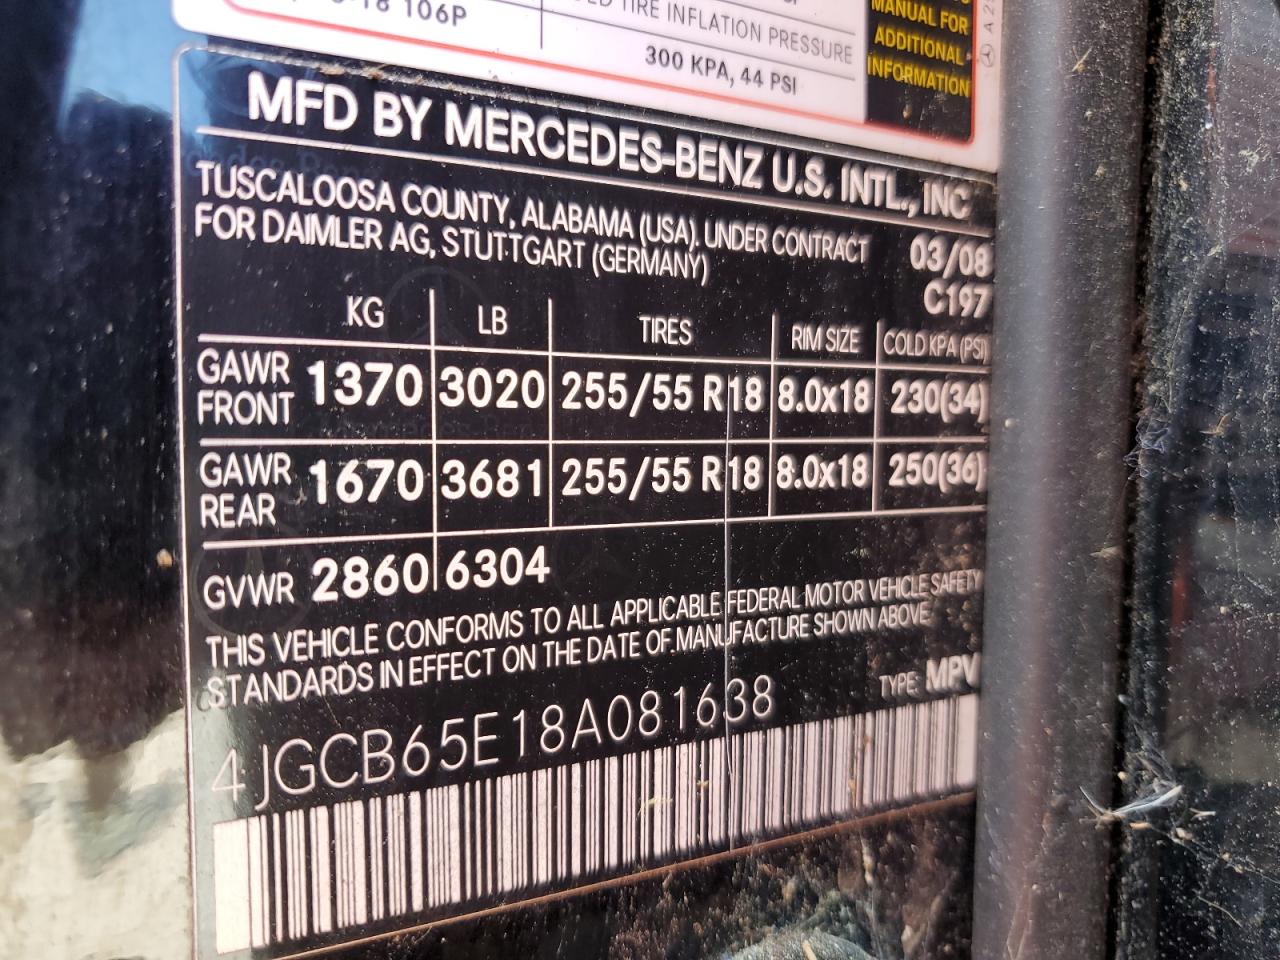 18 106P
TIRE INFLATION PRESSURE
300 KPA, 44 PSI
MANUAL FOR
ADDITIONAL
INFORMATION
MFD BY MERCEDES-BENZ U.S. INTL., INC
TUSCALOOSA COUNTY, ALABAMA (USA). UNDER CONTRACT
FOR DAIMLER AG, STUTTGART (GERMANY)
03/08
C197
KG LB TIRES RIM SIZE COLD KPA (PSI)
GAWR FRONT 1370 3020 255/55 R 18 8.0x18 230(34)
GAWR REAR 1670 3681 255/55 R 18 8.0x18 250(36)
GVWR 2860 6304
THIS VEHICLE CONFORMS TO ALL APPLICABLE FEDERAL MOTOR VEHICLE SAFETY
STANDARDS IN EFFECT ON THE DATE OF MANUFACTURE SHOWN ABOVE
TYPE: MPV
4JGCB65E18A081638